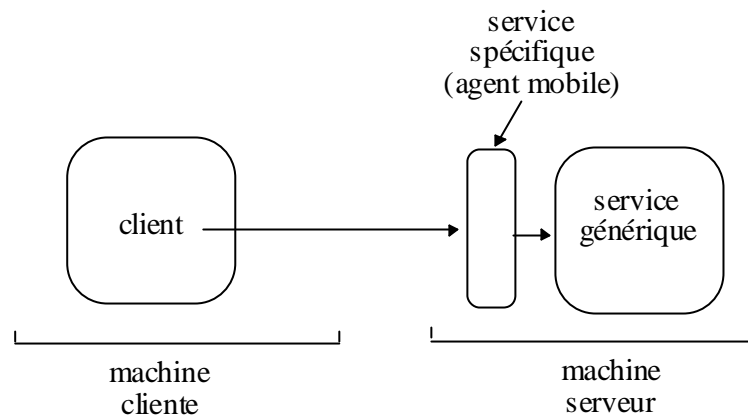 service
spécifique
(agent mobile)
client
service
générique
machine
cliente
machine
serveur